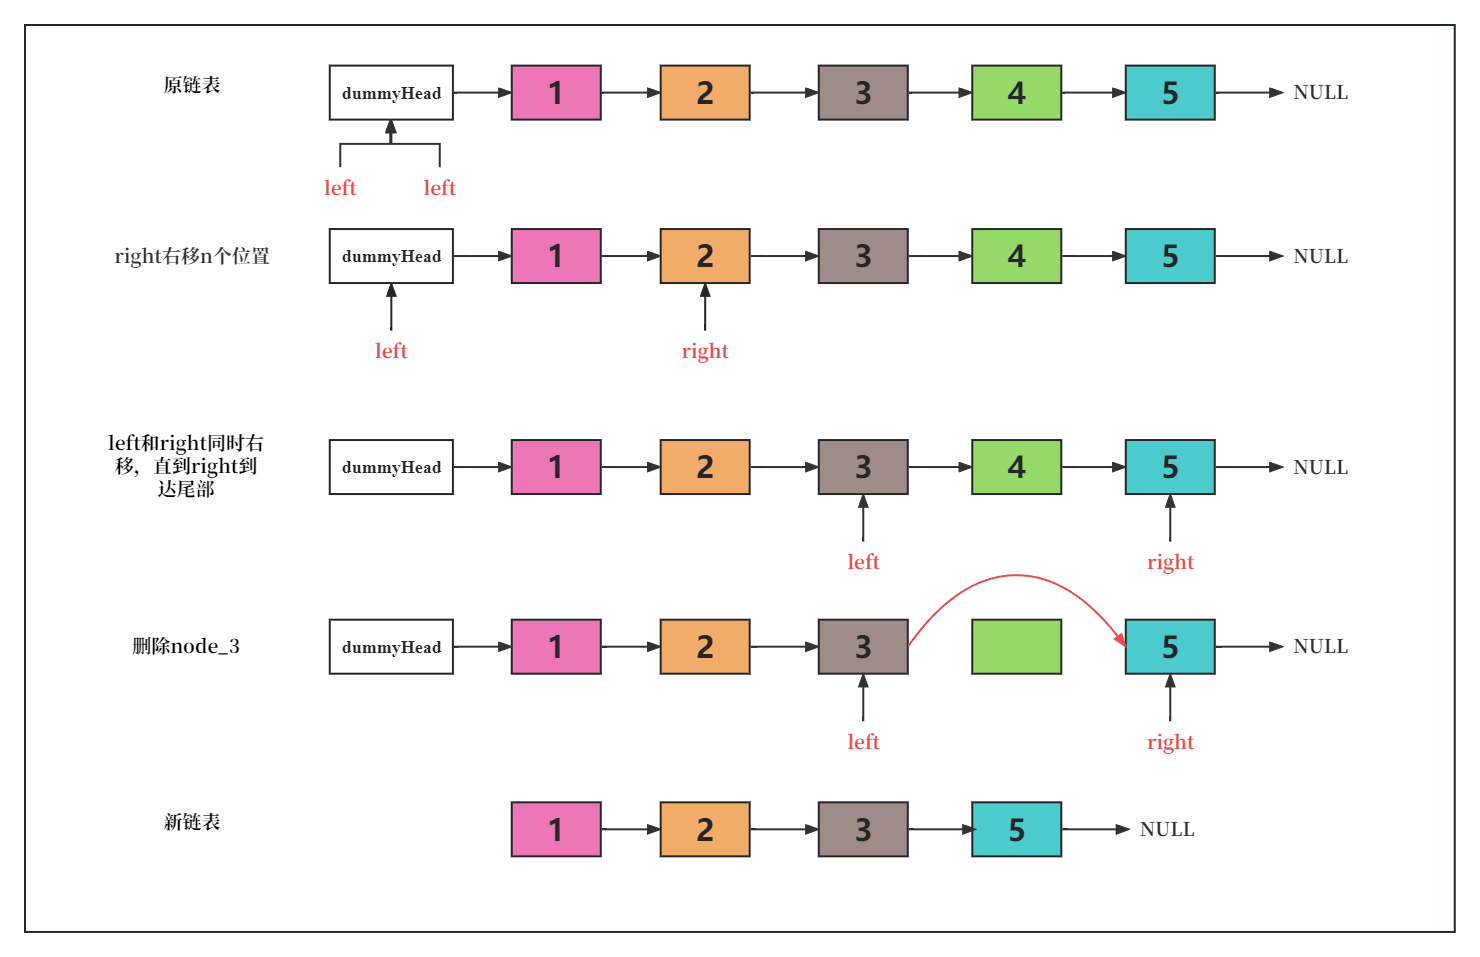 原链表
dummyHead 1 2 3 4 5 NULL
left left
right右移n个位置
dummyHead 1 2 3 4 5 NULL
left right
left和right同时右
移，直到right到
达尾部
dummyHead 1 2 3 4 5 NULL
left right
删除node_3
dummyHead 1 2 3 5 NULL
left right
新链表
1 2 3 5 NULL